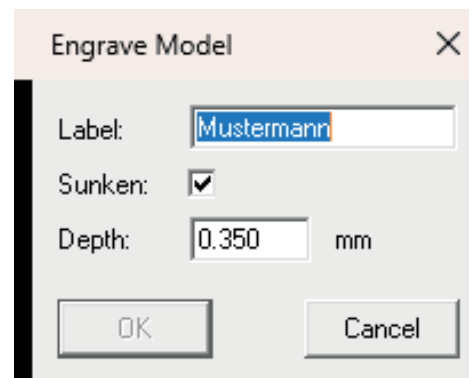 Engrave Model
Label: Mustermann
Sunken:
Depth: 0.350 mm
OK Cancel